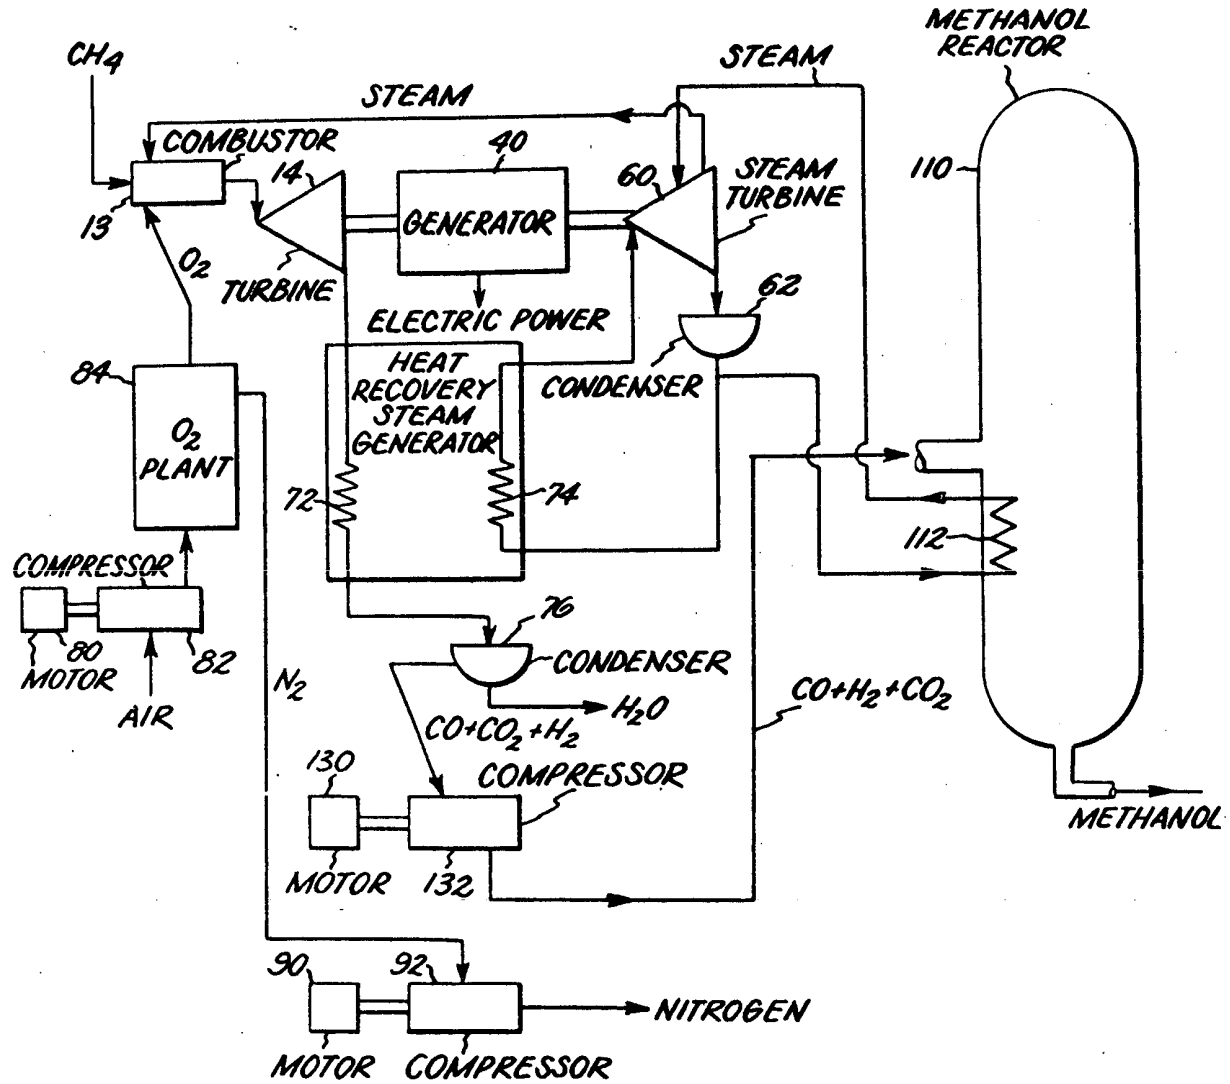 METHANOL
REACTOR
CH4
STEAM
STEAM
COMBUSTOR
40
14
60
STEAM
TURBINE
110
13
GENERATOR
O2
TURBINE
62
ELECTRIC POWER
84
HEAT
RECOVERY
STEAM
GENERATOR
CONDENSER
O2
PLANT
72
74
112
COMPRESSOR
76
80
82
MOTOR
CONDENSER
N2
AIR
H2O
CO+H2+CO2
CO+CO2+H2
130
COMPRESSOR
METHANOL
MOTOR
132
90
92
NITROGEN
MOTOR
COMPRESSOR